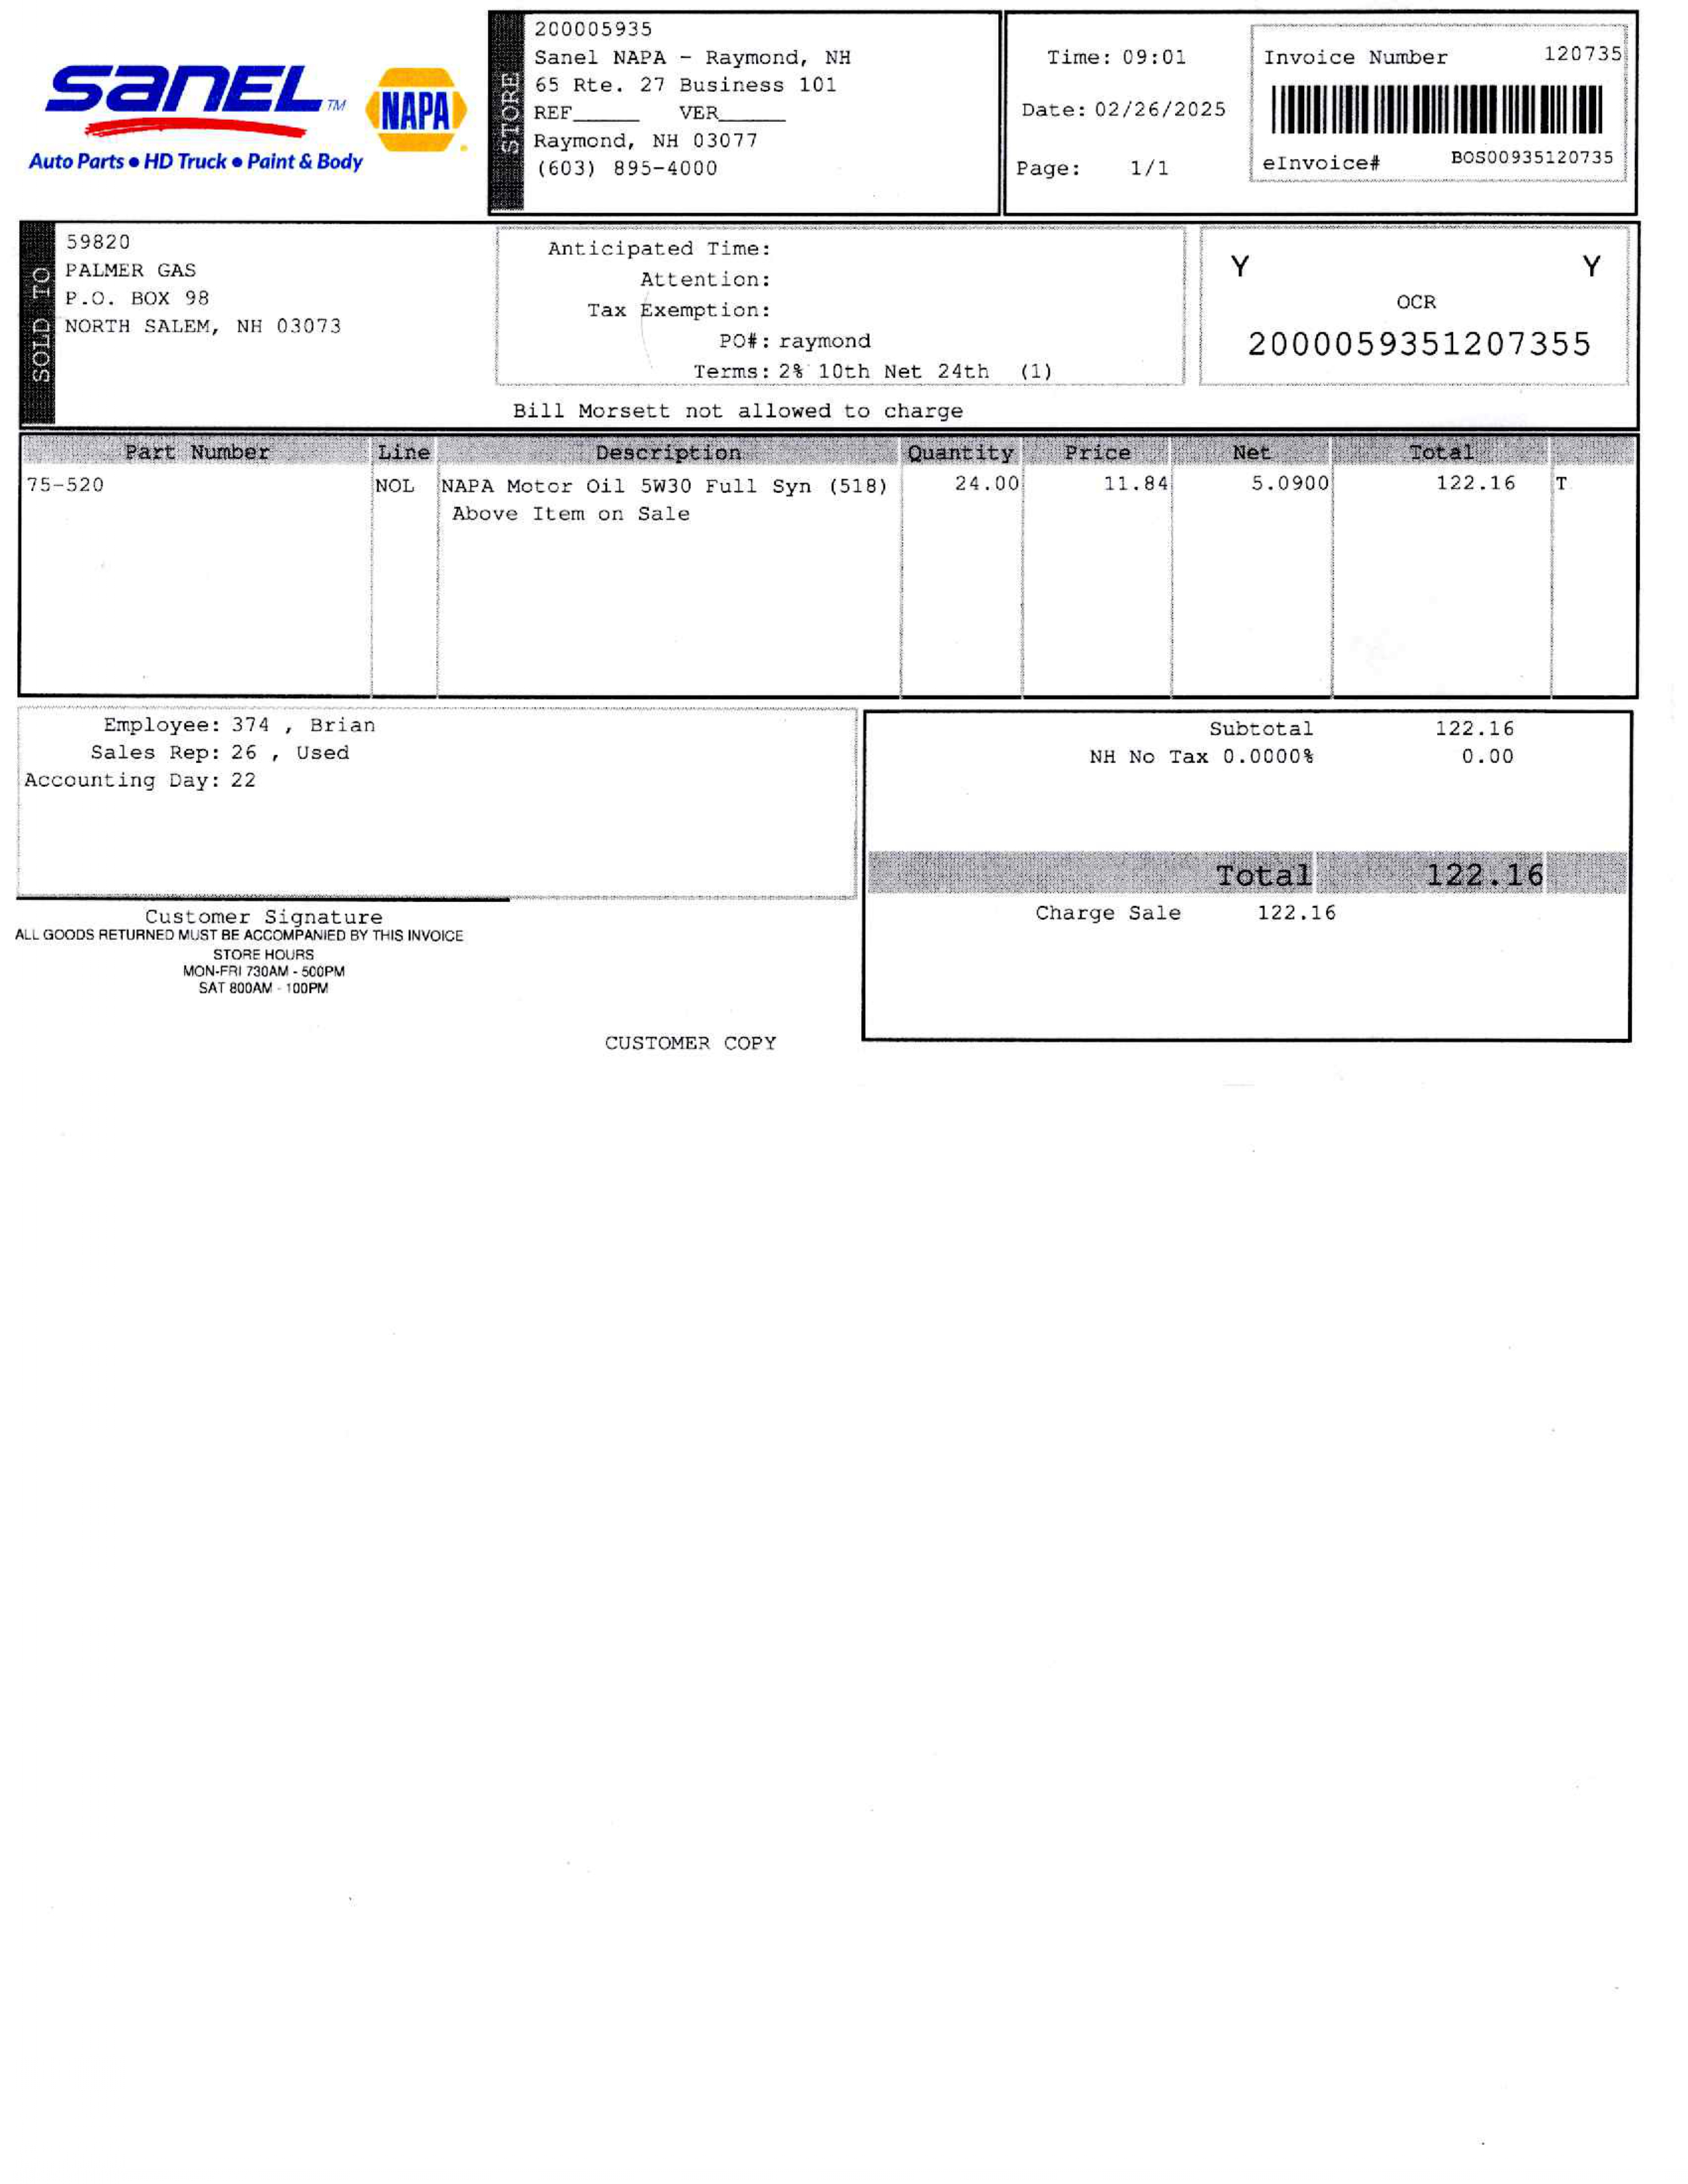 SANEL TM
NAPA
Auto Parts • HD Truck • Paint & Body
STORE
200005935
Sanel NAPA - Raymond, NH
65 Rte. 27 Business 101
REF_____ VER_____
Raymond, NH 03077
(603) 895-4000
Time: 09:01
Date: 02/26/2025
Page: 1/1
Invoice Number 120735
eInvoice# BOS00935120735
SOLD TO
59820
PALMER GAS
P.O. BOX 98
NORTH SALEM, NH 03073
Anticipated Time:
Attention:
Tax Exemption:
PO#: raymond
Terms: 2% 10th Net 24th (1)
Y Y
OCR
2000059351207355
Bill Morsett not allowed to charge
Part Number Line Description Quantity Price Net Total
75-520 NOL NAPA Motor Oil 5W30 Full Syn (518) 24.00 11.84 5.0900 122.16 T
Above Item on Sale
Employee: 374 , Brian
Sales Rep: 26 , Used
Accounting Day: 22
Subtotal 122.16
NH No Tax 0.0000% 0.00
Total 122.16
Charge Sale 122.16
Customer Signature
ALL GOODS RETURNED MUST BE ACCOMPANIED BY THIS INVOICE
STORE HOURS
MON-FRI 730AM - 500PM
SAT 800AM - 100PM
CUSTOMER COPY